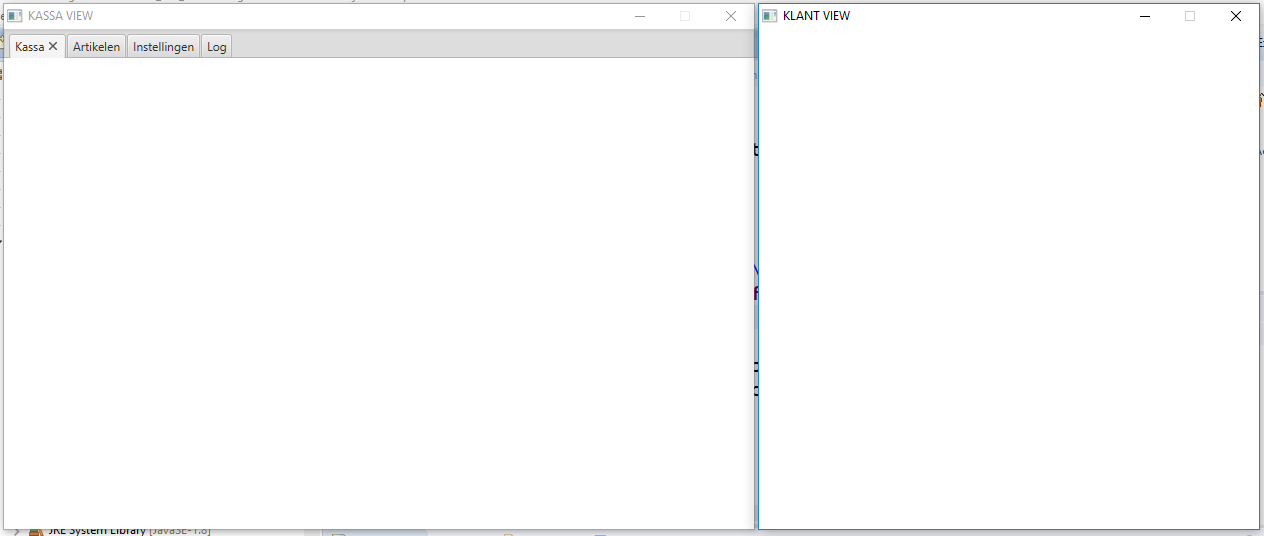 KASSA VIEW
Kassa Artikelen Instellingen Log
KLANT VIEW
JRE System Library [JavaSE-1.8]